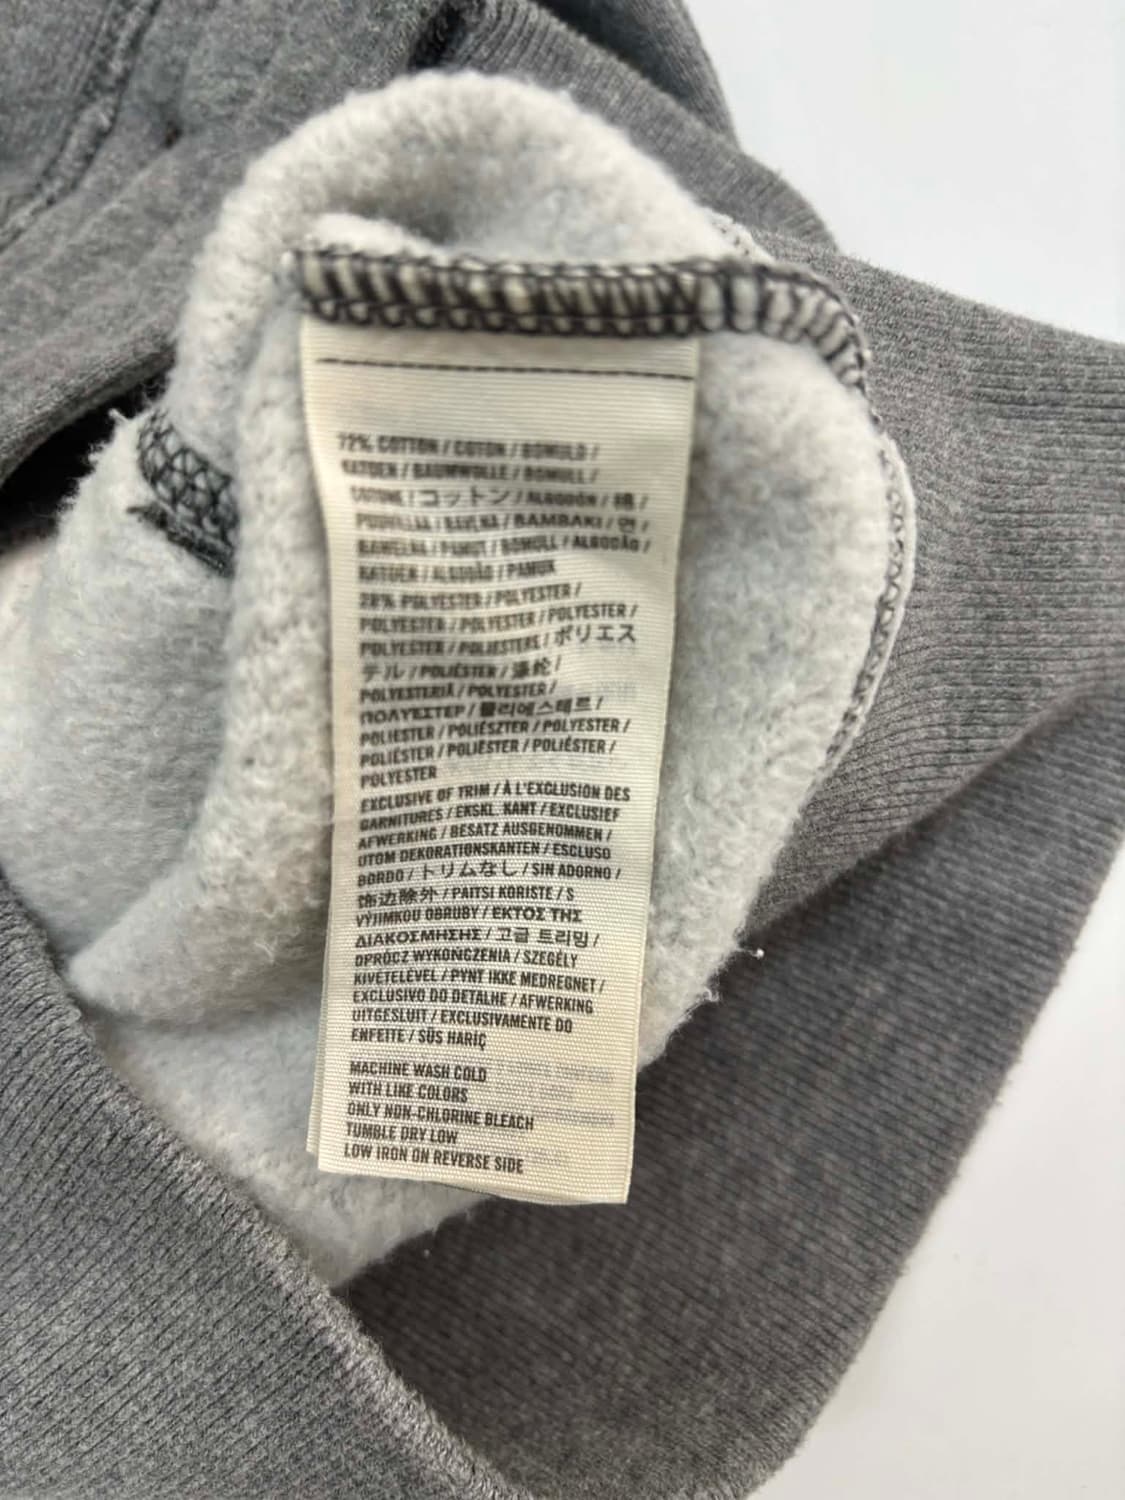 72% COTTON / COTON / BOMULD /
KATOEN / BAUMWOLLE / BOMULL /
COTONE / コットン / ALGODÓN / 棉 /
PUUVILLAA / BAVLNA / BAMBAKI / 면 /
BAWEŁNA / PAMUT / BOMULL / ALGODÃO /
KATOEN / ALGODÃO / PAMUK
28% POLYESTER / POLYESTER /
POLYESTER / POLYESTER / POLYESTER /
POLYESTER / POLIESTERE / ポリエス
テル / POLIÉSTER / 滌綸 /
POLYESTERIÄ / POLYESTER /
ΠΟΛΥΕΣΤΕΡ / 폴리에스테르 /
POLIESTER / POLIÉSZTER / POLYESTER /
POLIÉSTER / POLIESTER / POLIÉSTER /
POLYESTER
EXCLUSIVE OF TRIM / À L'EXCLUSION DES
GARNITURES / EKSKL. KANT / EXCLUSIEF
AFWERKING / BESATZ AUSGENOMMEN /
UTOM DEKORATIONSKANTEN / ESCLUSO
BORDO / トリムなし / SIN ADORNO /
飾边除外 / PAITSI KORISTE / S
VÝJIMKOU OBRUBY / ΕΚΤΟΣ ΤΗΣ
ΔΙΑΚΟΣΜΗΣΗΣ / 고급 트리밍 /
OPRÓCZ WYKOŃCZENIA / SZEGÉLY
KIVÉTELÉVEL / PYNT IKKE MEDREGNET /
EXCLUSIVO DO DETALHE / AFWERKING
UITGESLUIT / EXCLUSIVAMENTE DO
ENFEITE / SÜS HARİÇ
MACHINE WASH COLD
WITH LIKE COLORS
ONLY NON-CHLORINE BLEACH
TUMBLE DRY LOW
LOW IRON ON REVERSE SIDE